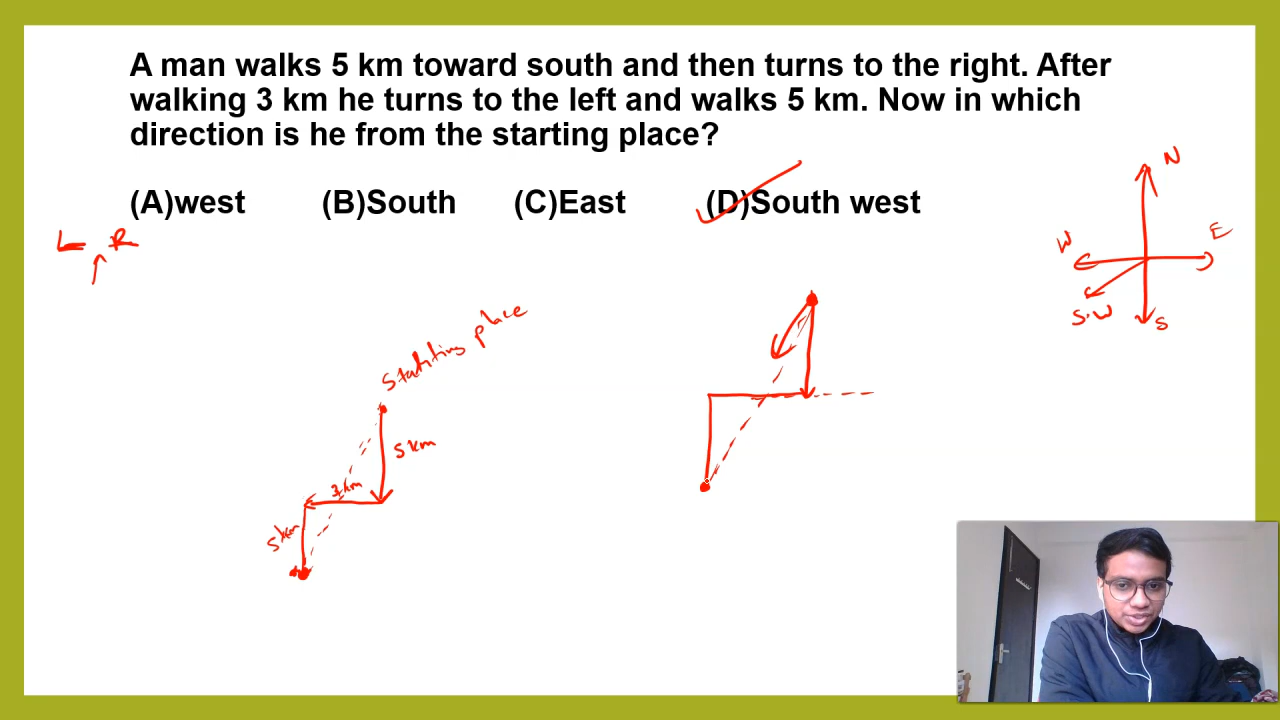 A man walks 5 km toward south and then turns to the right. After
walking 3 km he turns to the left and walks 5 km. Now in which
direction is he from the starting place?
(A)west (B)South (C)East (D)South west
N
W E
S.W S
L R
Starting place
5km
3km
5km